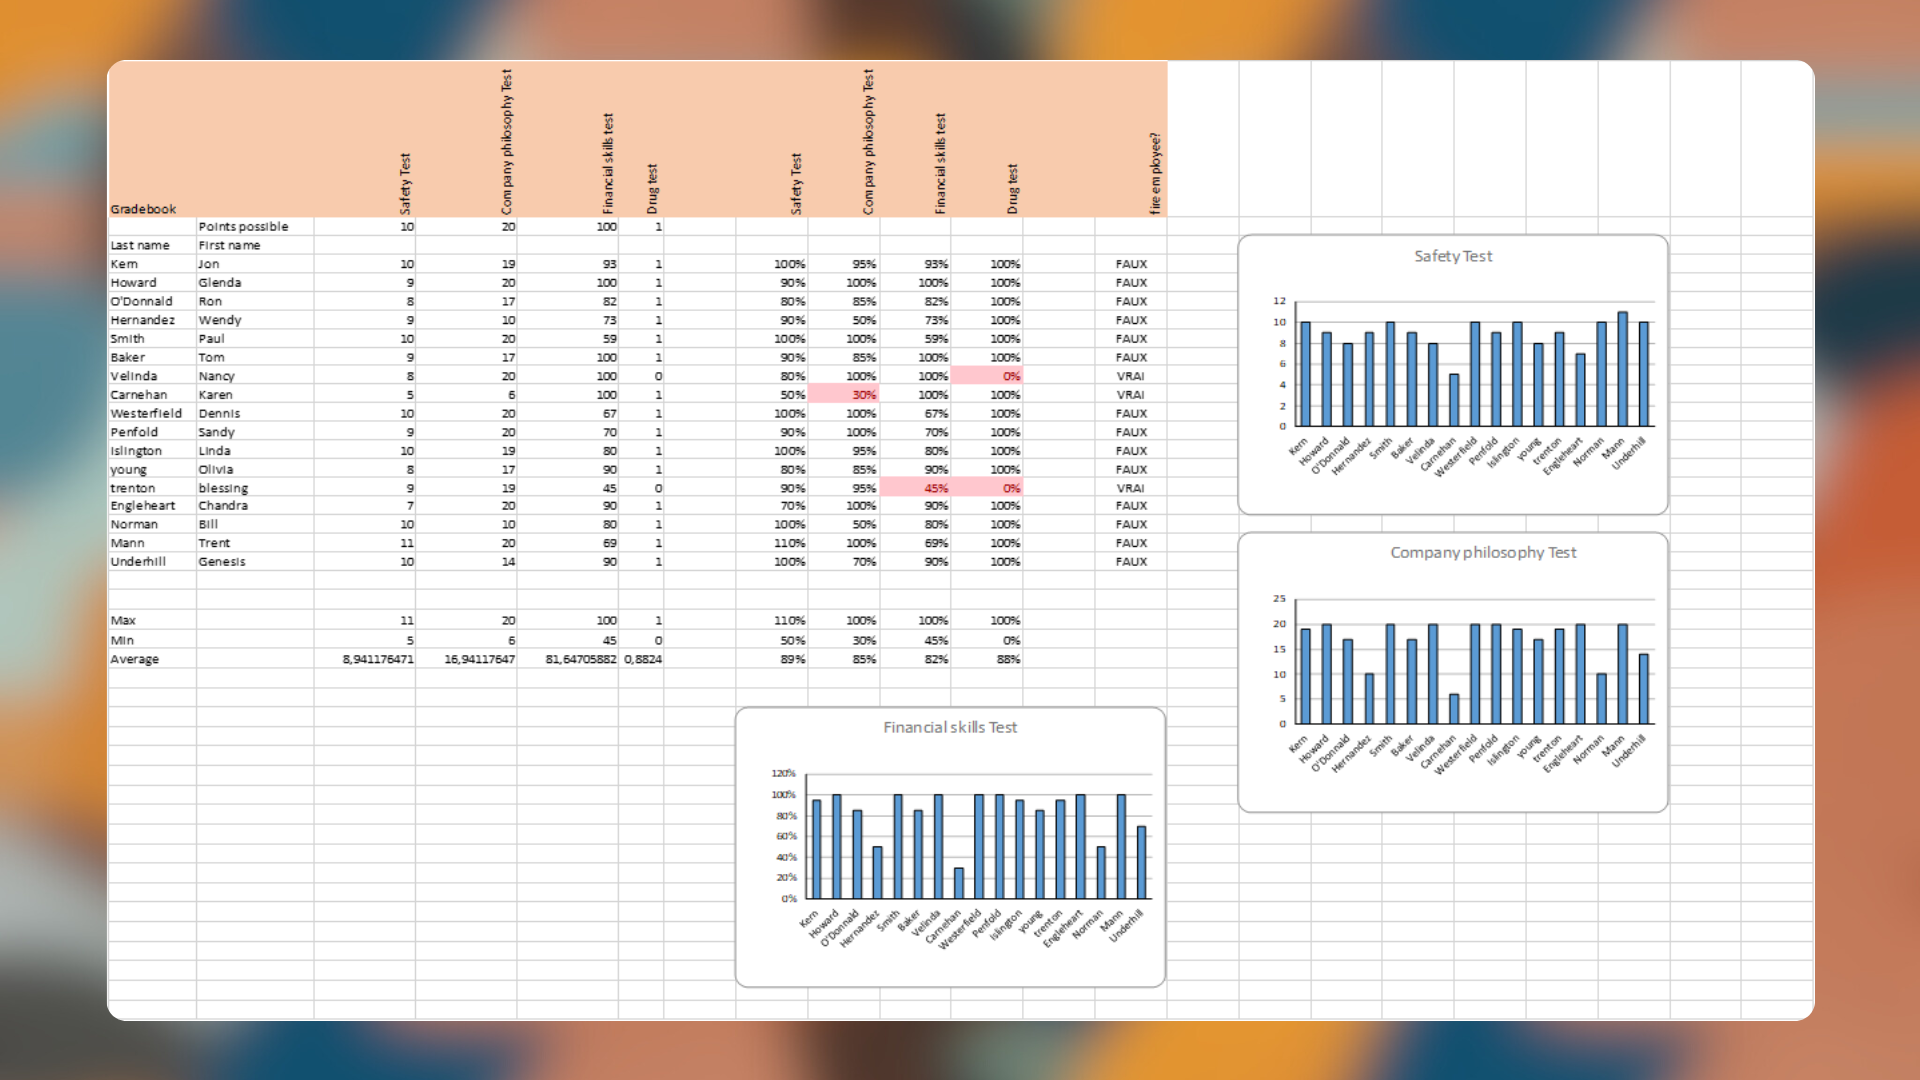 Gradebook Safety Test Company philosophy Test Financial skills test Drug test Safety Test Company philosophy Test Financial skills test Drug test fire employee?
Points possible 10 20 100 1
Last name First name
Kern Jon 10 19 93 1 100% 95% 93% 100% FAUX
Howard Glenda 9 20 100 1 90% 100% 100% 100% FAUX
O'Donnald Ron 8 17 82 1 80% 85% 82% 100% FAUX
Hernandez Wendy 9 10 73 1 90% 50% 73% 100% FAUX
Smith Paul 10 20 59 1 100% 100% 59% 100% FAUX
Baker Tom 9 17 100 1 90% 85% 100% 100% FAUX
Velinda Nancy 8 20 100 0 80% 100% 100% 0% VRAI
Carnehan Karen 5 6 100 1 50% 30% 100% 100% VRAI
Westerfield Dennis 10 20 67 1 100% 100% 67% 100% FAUX
Penfold Sandy 9 20 70 1 90% 100% 70% 100% FAUX
Islington Linda 10 19 80 1 100% 95% 80% 100% FAUX
young Olivia 8 17 90 1 80% 85% 90% 100% FAUX
trenton blessing 9 19 45 0 90% 95% 45% 0% VRAI
Engleheart Chandra 7 20 90 1 70% 100% 90% 100% FAUX
Norman Bill 10 10 80 1 100% 50% 80% 100% FAUX
Mann Trent 11 20 69 1 110% 100% 69% 100% FAUX
Underhill Genesis 10 14 90 1 100% 70% 90% 100% FAUX
Max 11 20 100 1 110% 100% 100% 100%
Min 5 6 45 0 50% 30% 45% 0%
Average 8,941176471 16,94117647 81,64705882 0,8824 89% 85% 82% 88%
Safety Test
12
10
8
6
4
2
0
Kern Howard O'Donnald Hernandez Smith Baker Velinda Carnehan Westerfield Penfold Islington young trenton Engleheart Norman Mann Underhill
Company philosophy Test
25
20
15
10
5
0
Kern Howard O'Donnald Hernandez Smith Baker Velinda Carnehan Westerfield Penfold Islington young trenton Engleheart Norman Mann Underhill
Financial skills Test
120%
100%
80%
60%
40%
20%
0%
Kern Howard O'Donnald Hernandez Smith Baker Velinda Carnehan Westerfield Penfold Islington young trenton Engleheart Norman Mann Underhill